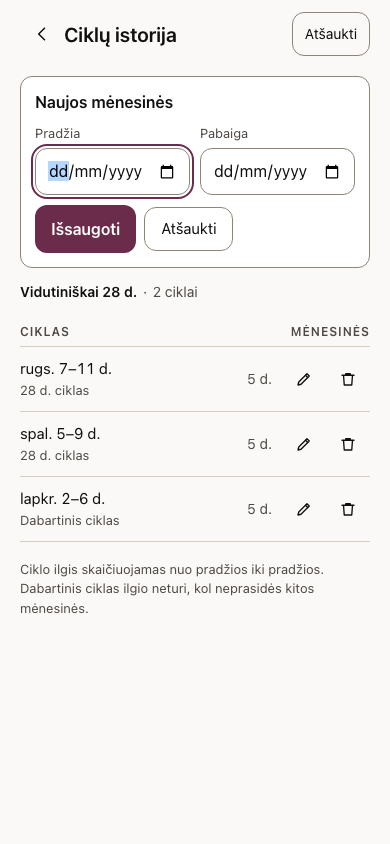 Ciklų istorija
Atšaukti
Naujos mėnesinės
Pradžia
Pabaiga
dd/mm/yyyy
dd/mm/yyyy
Išsaugoti
Atšaukti
Vidutiniškai 28 d. · 2 ciklai
CIKLAS
MĖNESINĖS
rugs. 7–11 d.
28 d. ciklas
5 d.
spal. 5–9 d.
28 d. ciklas
5 d.
lapkr. 2–6 d.
Dabartinis ciklas
5 d.
Ciklo ilgis skaičiuojamas nuo pradžios iki pradžios.
Dabartinis ciklas ilgio neturi, kol neprasidės kitos
mėnesinės.